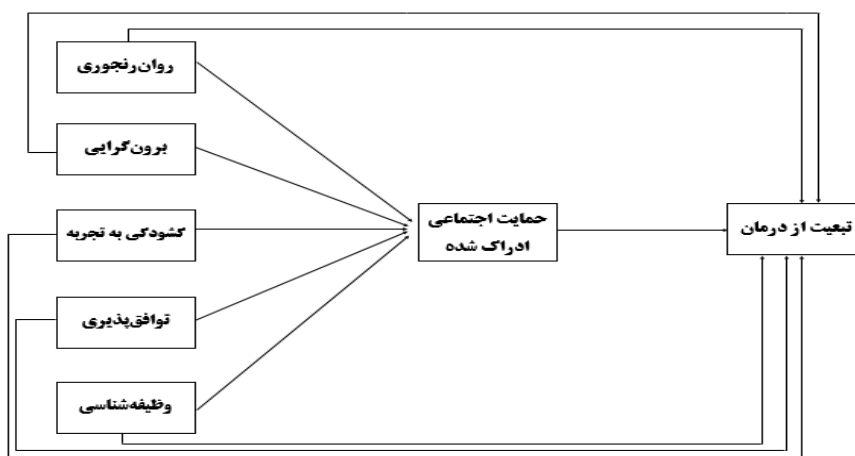 روان‌رنجوری
برون‌گرایی
گشودگی به تجربه
توافق‌پذیری
وظیفه‌شناسی
حمایت اجتماعی
ادراک شده
تبعیت از درمان